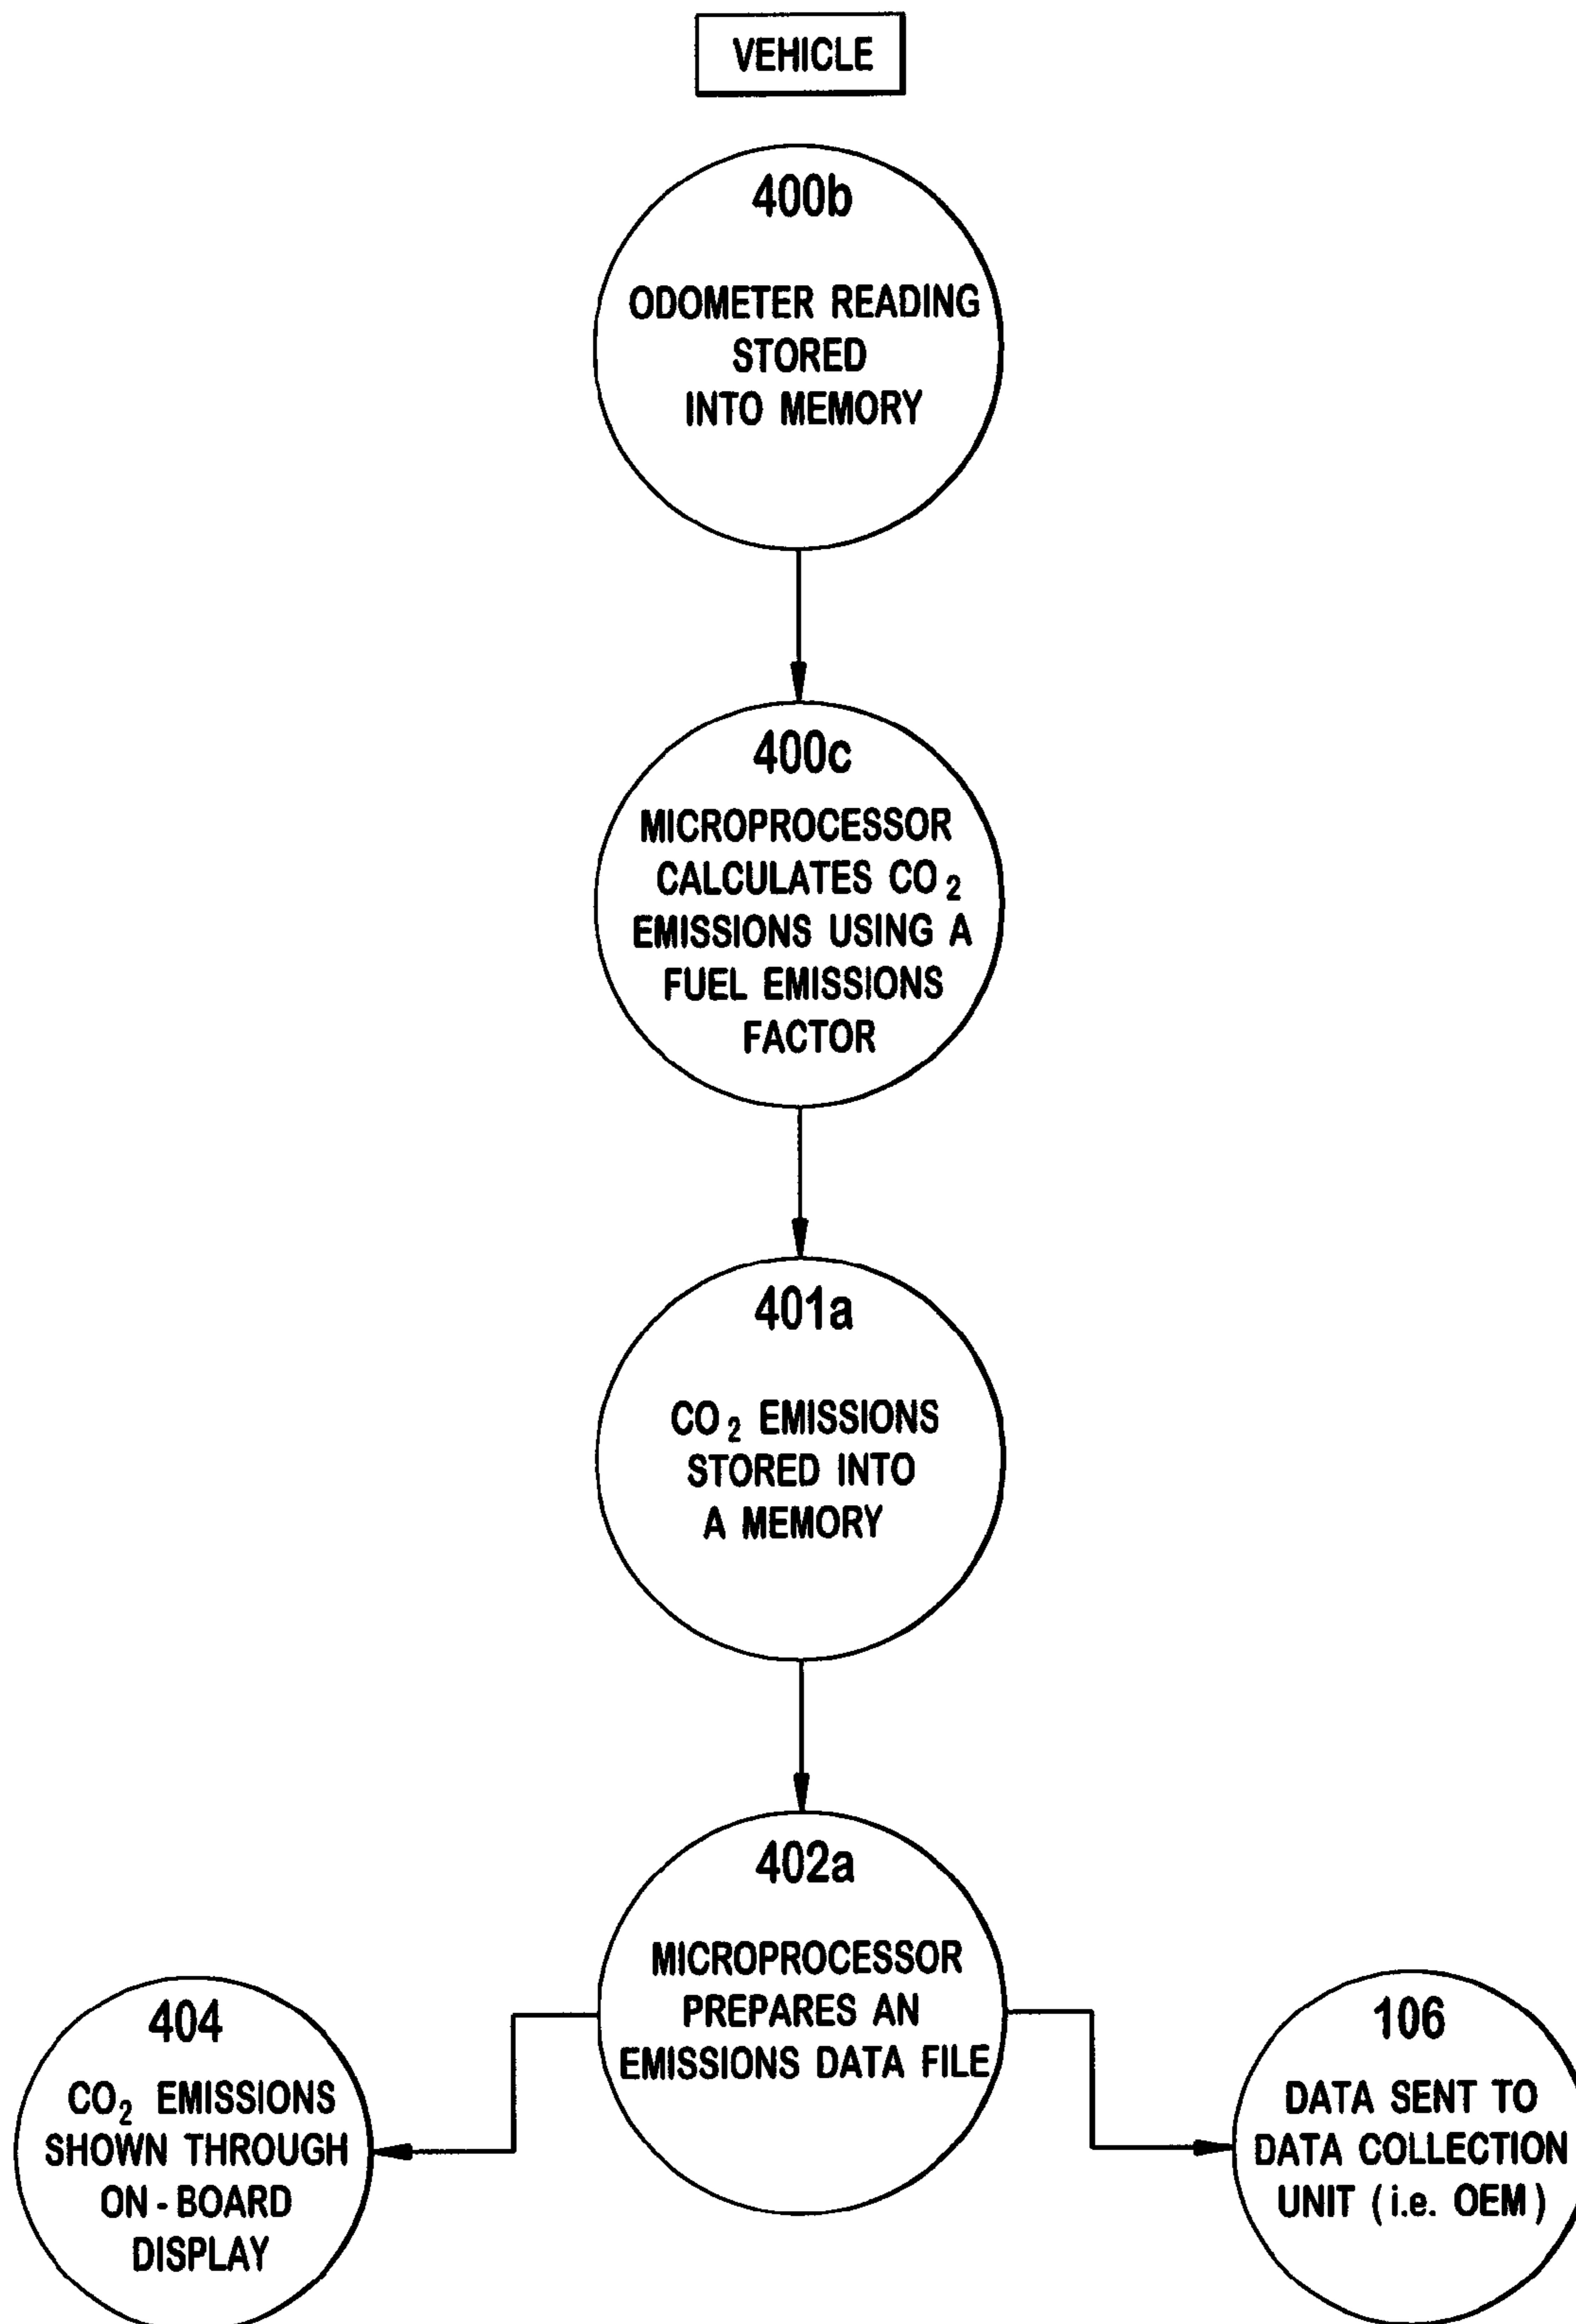 VEHICLE
400b
ODOMETER READING
STORED
INTO MEMORY
400c
MICROPROCESSOR
CALCULATES CO₂
EMISSIONS USING A
FUEL EMISSIONS
FACTOR
401a
CO₂ EMISSIONS
STORED INTO
A MEMORY
402a
MICROPROCESSOR
PREPARES AN
EMISSIONS DATA FILE
404
CO₂ EMISSIONS
SHOWN THROUGH
ON-BOARD
DISPLAY
106
DATA SENT TO
DATA COLLECTION
UNIT (i.e. OEM)